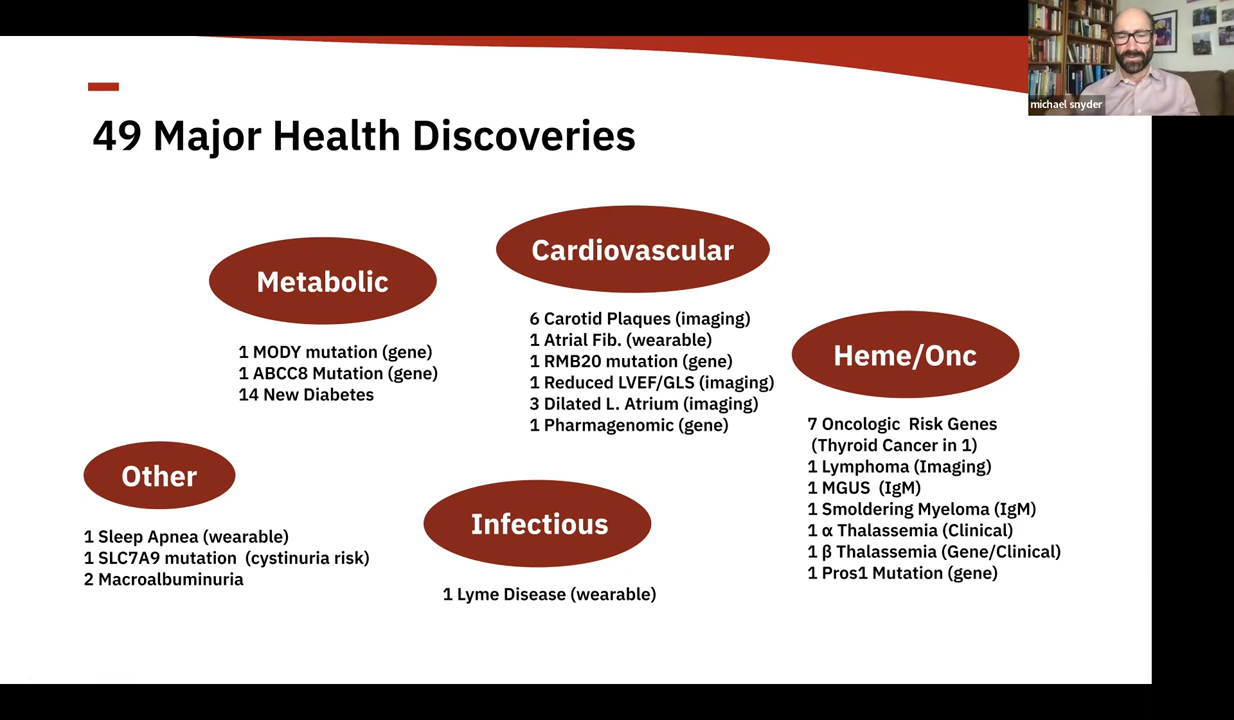 michael snyder
49 Major Health Discoveries
Metabolic
1 MODY mutation (gene)
1 ABCC8 Mutation (gene)
14 New Diabetes
Cardiovascular
6 Carotid Plaques (imaging)
1 Atrial Fib. (wearable)
1 RMB20 mutation (gene)
1 Reduced LVEF/GLS (imaging)
3 Dilated L. Atrium (imaging)
1 Pharmagenomic (gene)
Heme/Onc
7 Oncologic Risk Genes
(Thyroid Cancer in 1)
1 Lymphoma (Imaging)
1 MGUS (IgM)
1 Smoldering Myeloma (IgM)
1 α Thalassemia (Clinical)
1 β Thalassemia (Gene/Clinical)
1 Pros1 Mutation (gene)
Other
1 Sleep Apnea (wearable)
1 SLC7A9 mutation (cystinuria risk)
2 Macroalbuminuria
Infectious
1 Lyme Disease (wearable)